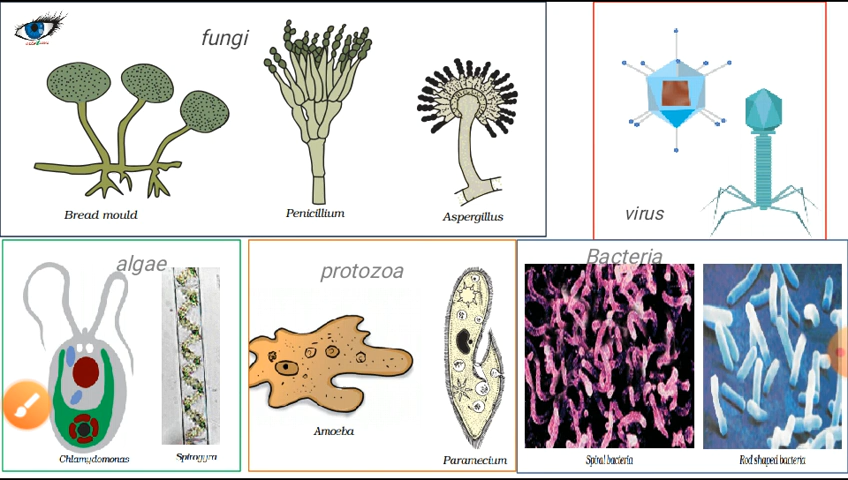 fungi
Bread mould
Penicillium
Aspergillus
virus
algae
Chlamydomonas
Spirogyra
protozoa
Amoeba
Paramecium
Bacteria
Spiral bacteria
Rod shaped bacteria